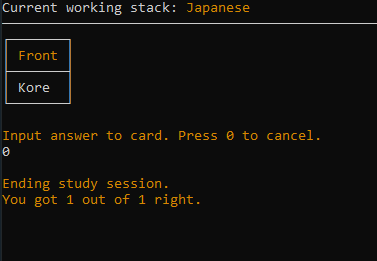 Current working stack: Japanese
Front
Kore
Input answer to card. Press 0 to cancel.
0
Ending study session.
You got 1 out of 1 right.